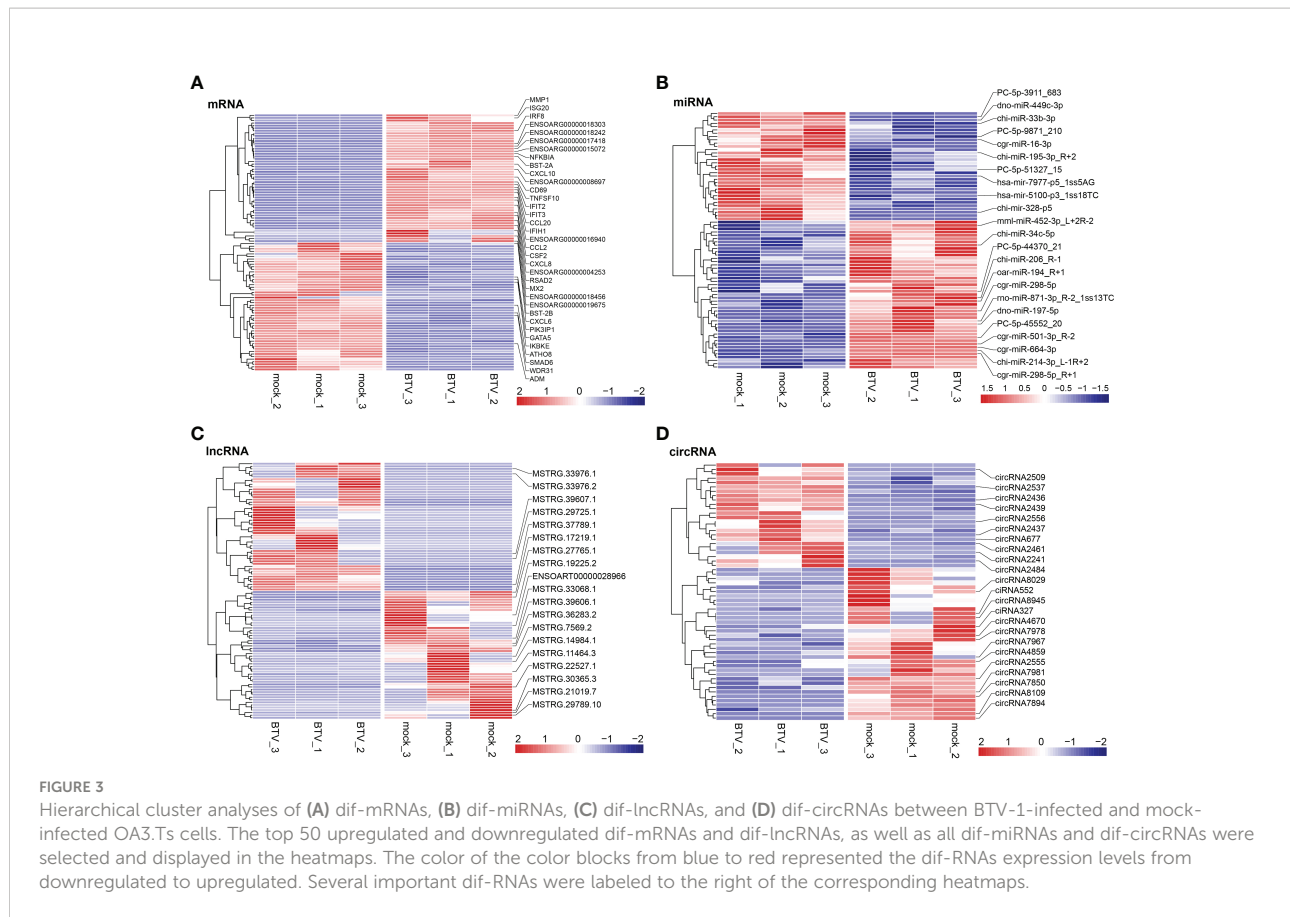 A
mRNA
MMP1
ISG20
IRF8
ENSOARG00000018303
ENSOARG00000018242
ENSOARG00000017418
ENSOARG00000015072
NFKBIA
BST-2A
CXCL10
ENSOARG00000008697
CD69
TNFSF10
IFIT2
IFIT3
CCL20
IFIH1
ENSOARG00000016940
CCL2
CSF2
CXCL8
ENSOARG00000004253
RSAD2
MX2
ENSOARG00000018456
ENSOARG00000019675
BST-2B
CXCL6
PIK3IP1
GATA5
IKBKE
ATHO8
SMAD6
WDR31
ADM
mock_2
mock_1
mock_3
BTV_3
BTV_1
BTV_2
2 1 0 −1 −2
B
miRNA
PC-5p-3911_683
dno-miR-449c-3p
chi-miR-33b-3p
PC-5p-9871_210
cgr-miR-16-3p
chi-miR-195-3p_R+2
PC-5p-51327_15
hsa-mir-7977-p5_1ss5AG
hsa-mir-5100-p3_1ss18TC
chi-mir-328-p5
mml-miR-452-3p_L+2R-2
chi-miR-34c-5p
PC-5p-44370_21
chi-miR-206_R-1
oar-miR-194_R+1
cgr-miR-298-5p
rno-miR-871-3p_R-2_1ss13TC
dno-miR-197-5p
PC-5p-45552_20
cgr-miR-501-3p_R-2
cgr-miR-664-3p
chi-miR-214-3p_L-1R+2
cgr-miR-298-5p_R+1
mock_1
mock_2
mock_3
BTV_2
BTV_1
BTV_3
1.5 1 0.5 0 −0.5 −1 −1.5
C
lncRNA
MSTRG.33976.1
MSTRG.33976.2
MSTRG.39607.1
MSTRG.29725.1
MSTRG.37789.1
MSTRG.17219.1
MSTRG.27765.1
MSTRG.19225.2
ENSOART00000028966
MSTRG.33068.1
MSTRG.39606.1
MSTRG.36283.2
MSTRG.7569.2
MSTRG.14984.1
MSTRG.11464.3
MSTRG.22527.1
MSTRG.30365.3
MSTRG.21019.7
MSTRG.29789.10
BTV_3
BTV_1
BTV_2
mock_3
mock_1
mock_2
2 1 0 −1 −2
D
circRNA
circRNA2509
circRNA2537
circRNA2436
circRNA2439
circRNA2556
circRNA2437
circRNA677
circRNA2461
circRNA2241
circRNA2484
circRNA8029
ciRNA552
circRNA8945
ciRNA327
circRNA4670
circRNA7978
circRNA7967
circRNA4859
circRNA2555
circRNA7981
circRNA7850
circRNA8109
circRNA7894
BTV_2
BTV_1
BTV_3
mock_3
mock_1
mock_2
2 1 0 −1 −2
FIGURE 3
Hierarchical cluster analyses of (A) dif-mRNAs, (B) dif-miRNAs, (C) dif-lncRNAs, and (D) dif-circRNAs between BTV-1-infected and mock-
infected OA3.Ts cells. The top 50 upregulated and downregulated dif-mRNAs and dif-lncRNAs, as well as all dif-miRNAs and dif-circRNAs were
selected and displayed in the heatmaps. The color of the color blocks from blue to red represented the dif-RNAs expression levels from
downregulated to upregulated. Several important dif-RNAs were labeled to the right of the corresponding heatmaps.